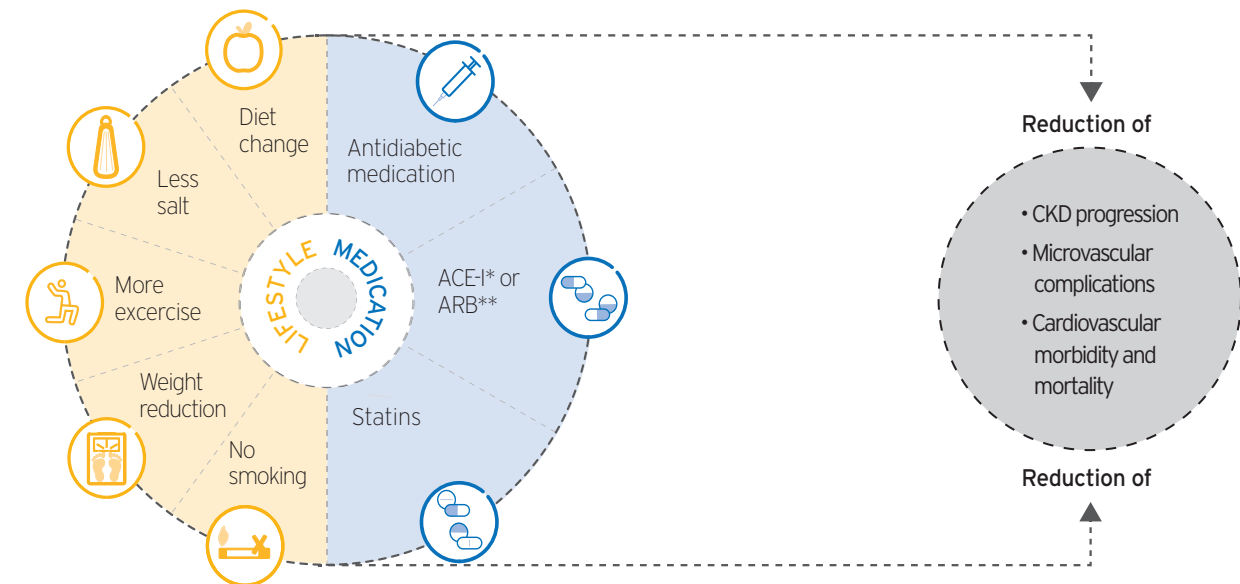 Diet
change
Less
salt
More
excercise
Weight
reduction
No
smoking
LIFESTYLE
MEDICATION
Antidiabetic
medication
ACE-I* or
ARB**
Statins
Reduction of
• CKD progression
• Microvascular
complications
• Cardiovascular
morbidity and
mortality
Reduction of